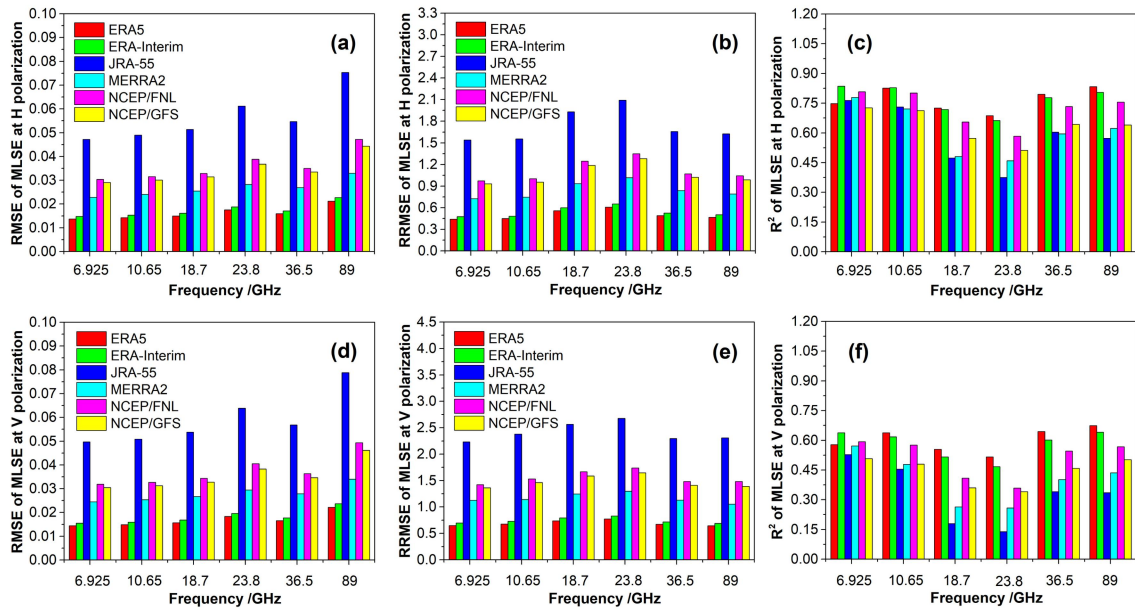 0.10
0.09
0.08
0.07
0.06
0.05
0.04
0.03
0.02
0.01
0.00
RMSE of MLSE at H polarization
ERA5
ERA-Interim
JRA-55
MERRA2
NCEP/FNL
NCEP/GFS
(a)
6.925 10.65 18.7 23.8 36.5 89
Frequency /GHz
3.3
3.0
2.7
2.4
2.1
1.8
1.5
1.2
0.9
0.6
0.3
0.0
RRMSE of MLSE at H polarization
ERA5
ERA-Interim
JRA-55
MERRA2
NCEP/FNL
NCEP/GFS
(b)
6.925 10.65 18.7 23.8 36.5 89
Frequency /GHz
1.20
1.05
0.90
0.75
0.60
0.45
0.30
0.15
0.00
R² of MLSE at H polarization
(c)
6.925 10.65 18.7 23.8 36.5 89
Frequency /GHz
0.10
0.09
0.08
0.07
0.06
0.05
0.04
0.03
0.02
0.01
0.00
RMSE of MLSE at V polarization
ERA5
ERA-Interim
JRA-55
MERRA2
NCEP/FNL
NCEP/GFS
(d)
6.925 10.65 18.7 23.8 36.5 89
Frequency /GHz
4.5
4.0
3.5
3.0
2.5
2.0
1.5
1.0
0.5
0.0
RRMSE of MLSE at V polarization
ERA5
ERA-Interim
JRA-55
MERRA2
NCEP/FNL
NCEP/GFS
(e)
6.925 10.65 18.7 23.8 36.5 89
Frequency /GHz
1.20
1.05
0.90
0.75
0.60
0.45
0.30
0.15
0.00
R² of MLSE at V polarization
(f)
6.925 10.65 18.7 23.8 36.5 89
Frequency /GHz